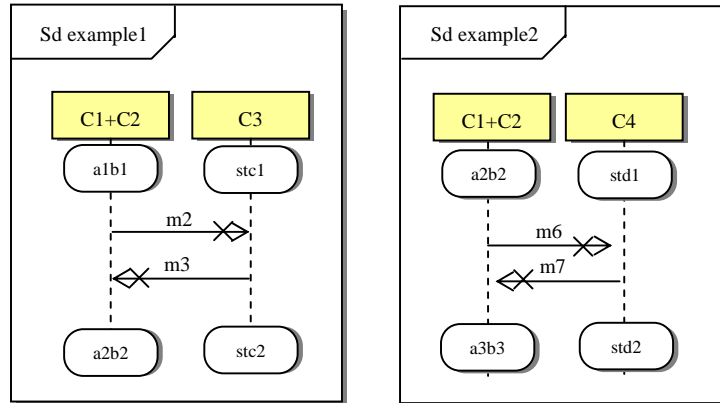 Sd example1
C1+C2
C3
a1b1
stc1
m2
m3
a2b2
stc2
Sd example2
C1+C2
C4
a2b2
std1
m6
m7
a3b3
std2